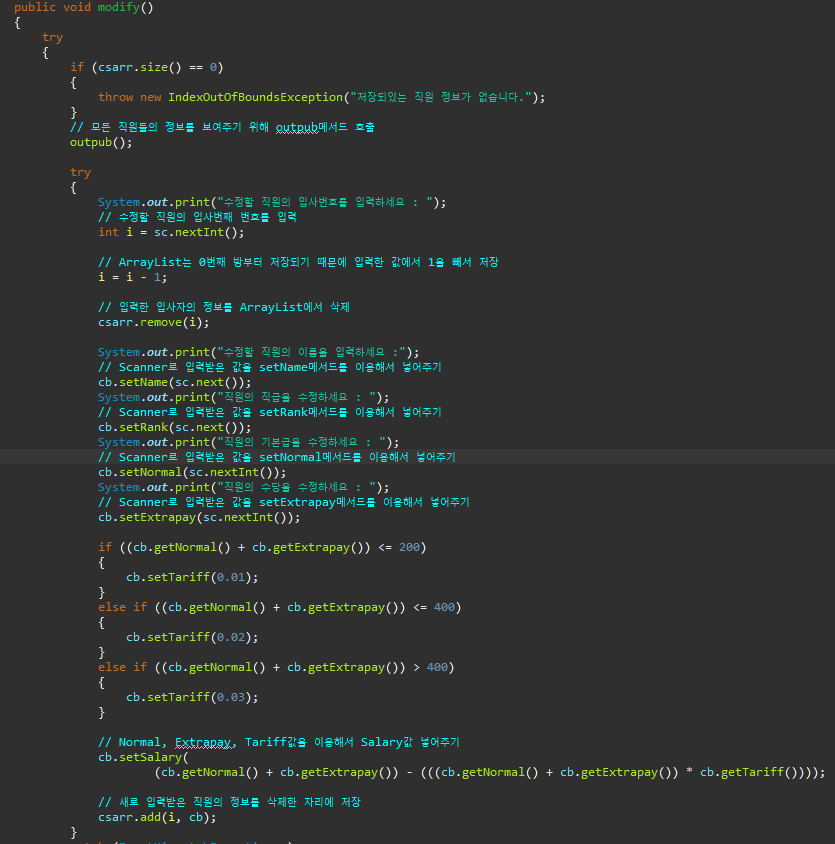 public void modify()
{
try
{
if (csarr.size() == 0)
{
throw new IndexOutOfBoundsException("저장되있는 직원 정보가 없습니다.");
}
// 모든 직원들의 정보를 보여주기 위해 outpub메서드 호출
outpub();
try
{
System.out.print("수정할 직원의 입사번호를 입력하세요 : ");
// 수정할 직원의 입사번째 번호를 입력
int i = sc.nextInt();
// ArrayList는 0번째 방부터 저장되기 때문에 입력한 값에서 1을 빼서 저장
i = i - 1;
// 입력한 입사자의 정보를 ArrayList에서 삭제
csarr.remove(i);
System.out.print("수정할 직원의 이름을 입력하세요 :");
// Scanner로 입력받은 값을 setName메서드를 이용해서 넣어주기
cb.setName(sc.next());
System.out.print("직원의 직급을 수정하세요 : ");
// Scanner로 입력받은 값을 setRank메서드를 이용해서 넣어주기
cb.setRank(sc.next());
System.out.print("직원의 기본급을 수정하세요 : ");
// Scanner로 입력받은 값을 setNormal메서드를 이용해서 넣어주기
cb.setNormal(sc.nextInt());
System.out.print("직원의 수당을 수정하세요 : ");
// Scanner로 입력받은 값을 setExtrapay메서드를 이용해서 넣어주기
cb.setExtrapay(sc.nextInt());
if ((cb.getNormal() + cb.getExtrapay()) <= 200)
{
cb.setTariff(0.01);
}
else if ((cb.getNormal() + cb.getExtrapay()) <= 400)
{
cb.setTariff(0.02);
}
else if ((cb.getNormal() + cb.getExtrapay()) > 400)
{
cb.setTariff(0.03);
}
// Normal, Extrapay, Tariff값을 이용해서 Salary값 넣어주기
cb.setSalary(
(cb.getNormal() + cb.getExtrapay()) - (((cb.getNormal() + cb.getExtrapay()) * cb.getTariff())));
// 새로 입력받은 직원의 정보를 삭제한 자리에 저장
csarr.add(i, cb);
}